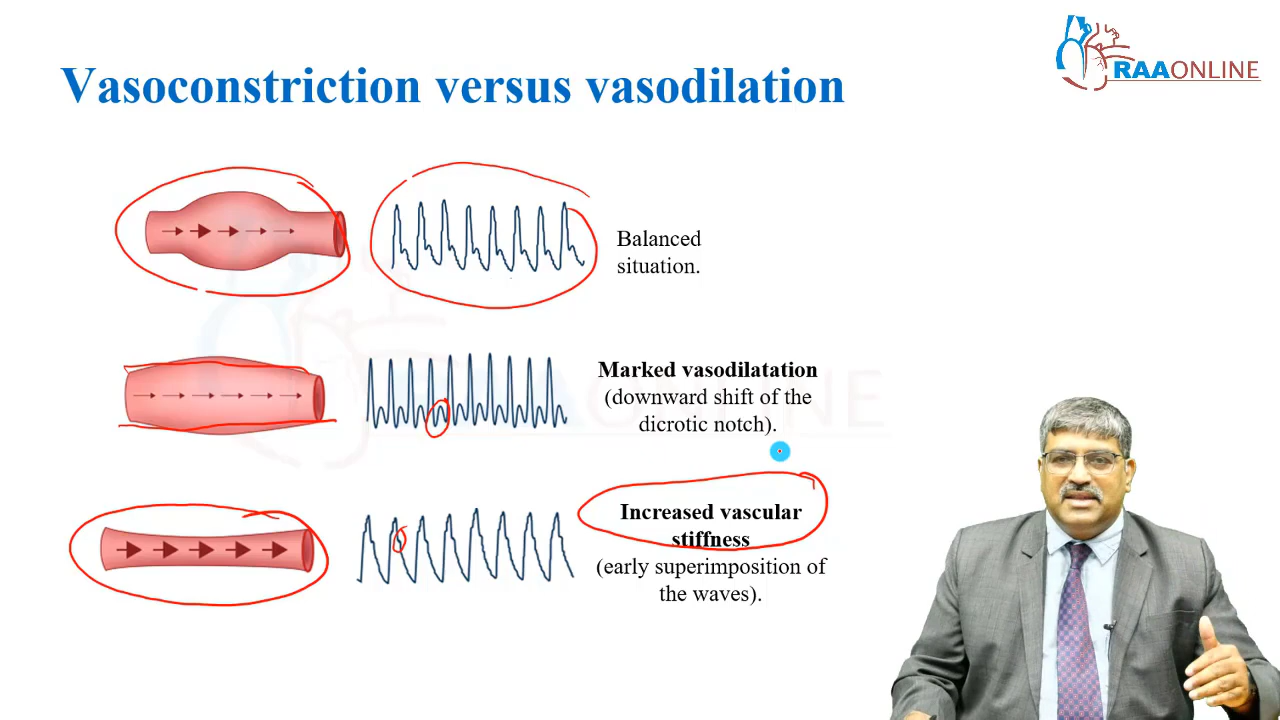 Vasoconstriction versus vasodilation
RAAONLINE
Balanced
situation.
Marked vasodilatation
(downward shift of the
dicrotic notch).
Increased vascular
stiffness
(early superimposition of
the waves).
RAAONLINE